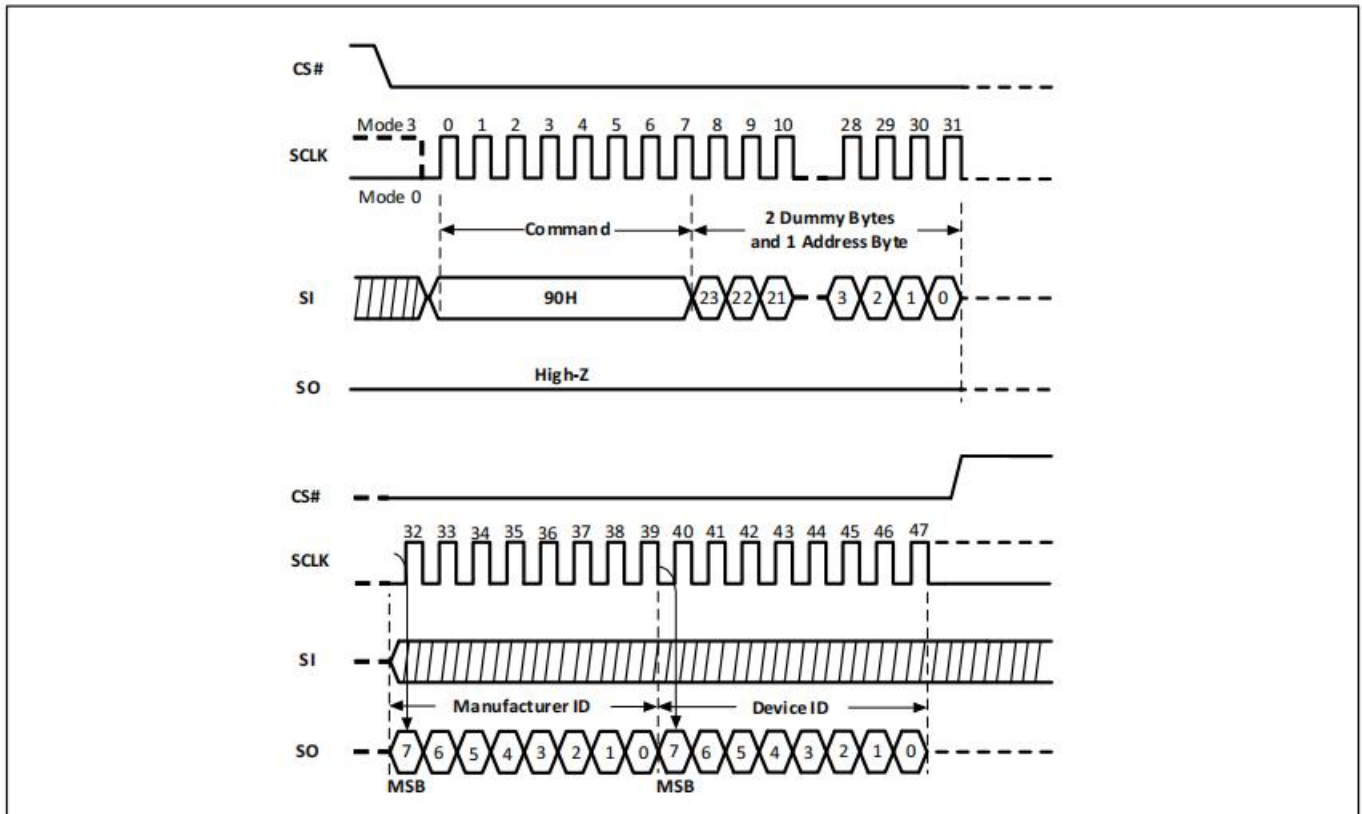 CS#
Mode 3 0 1 2 3 4 5 6 7 8 9 10 28 29 30 31
SCLK
Mode 0
Command
2 Dummy Bytes
and 1 Address Byte
SI 90H 23 22 21 3 2 1 0
High-Z
SO
CS#
32 33 34 35 36 37 38 39 40 41 42 43 44 45 46 47
SCLK
SI
Manufacturer ID Device ID
SO 7 6 5 4 3 2 1 0 7 6 5 4 3 2 1 0
MSB MSB